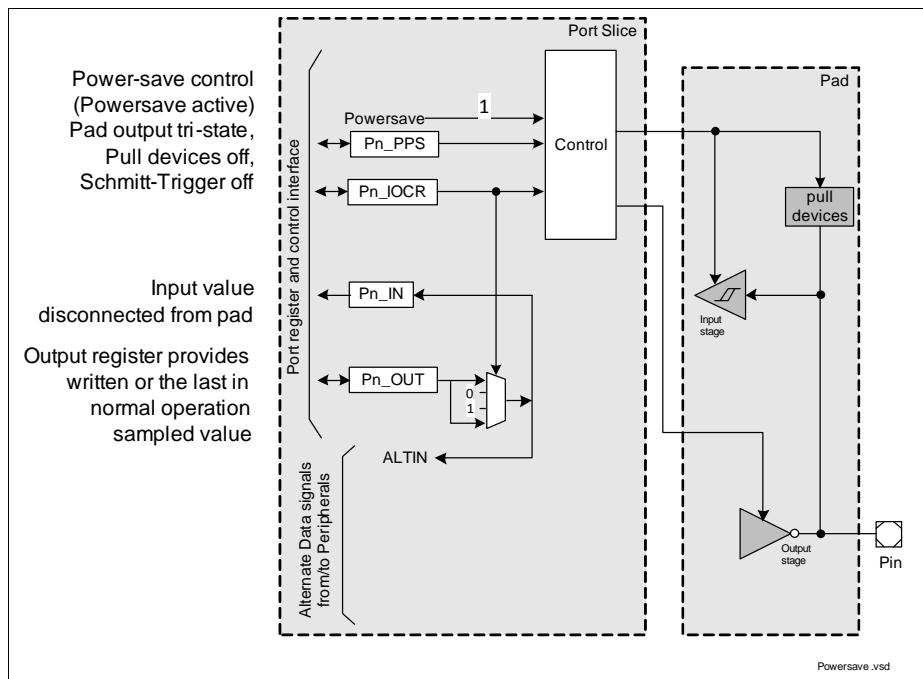 Port Slice
Pad
Power-save control
(Powersave active)
Pad output tri-state,
Pull devices off,
Schmitt-Trigger off
Input value
disconnected from pad
Output register provides
written or the last in
normal operation
sampled value
Port register and control interface
Powersave
1
Pn_PPS
Pn_IOCR
Pn_IN
Pn_OUT
0
1
Control
ALTIN
Alternate Data signals
from/to Peripherals
pull
devices
Input
stage
Output
stage
Pin
Powersave .vsd